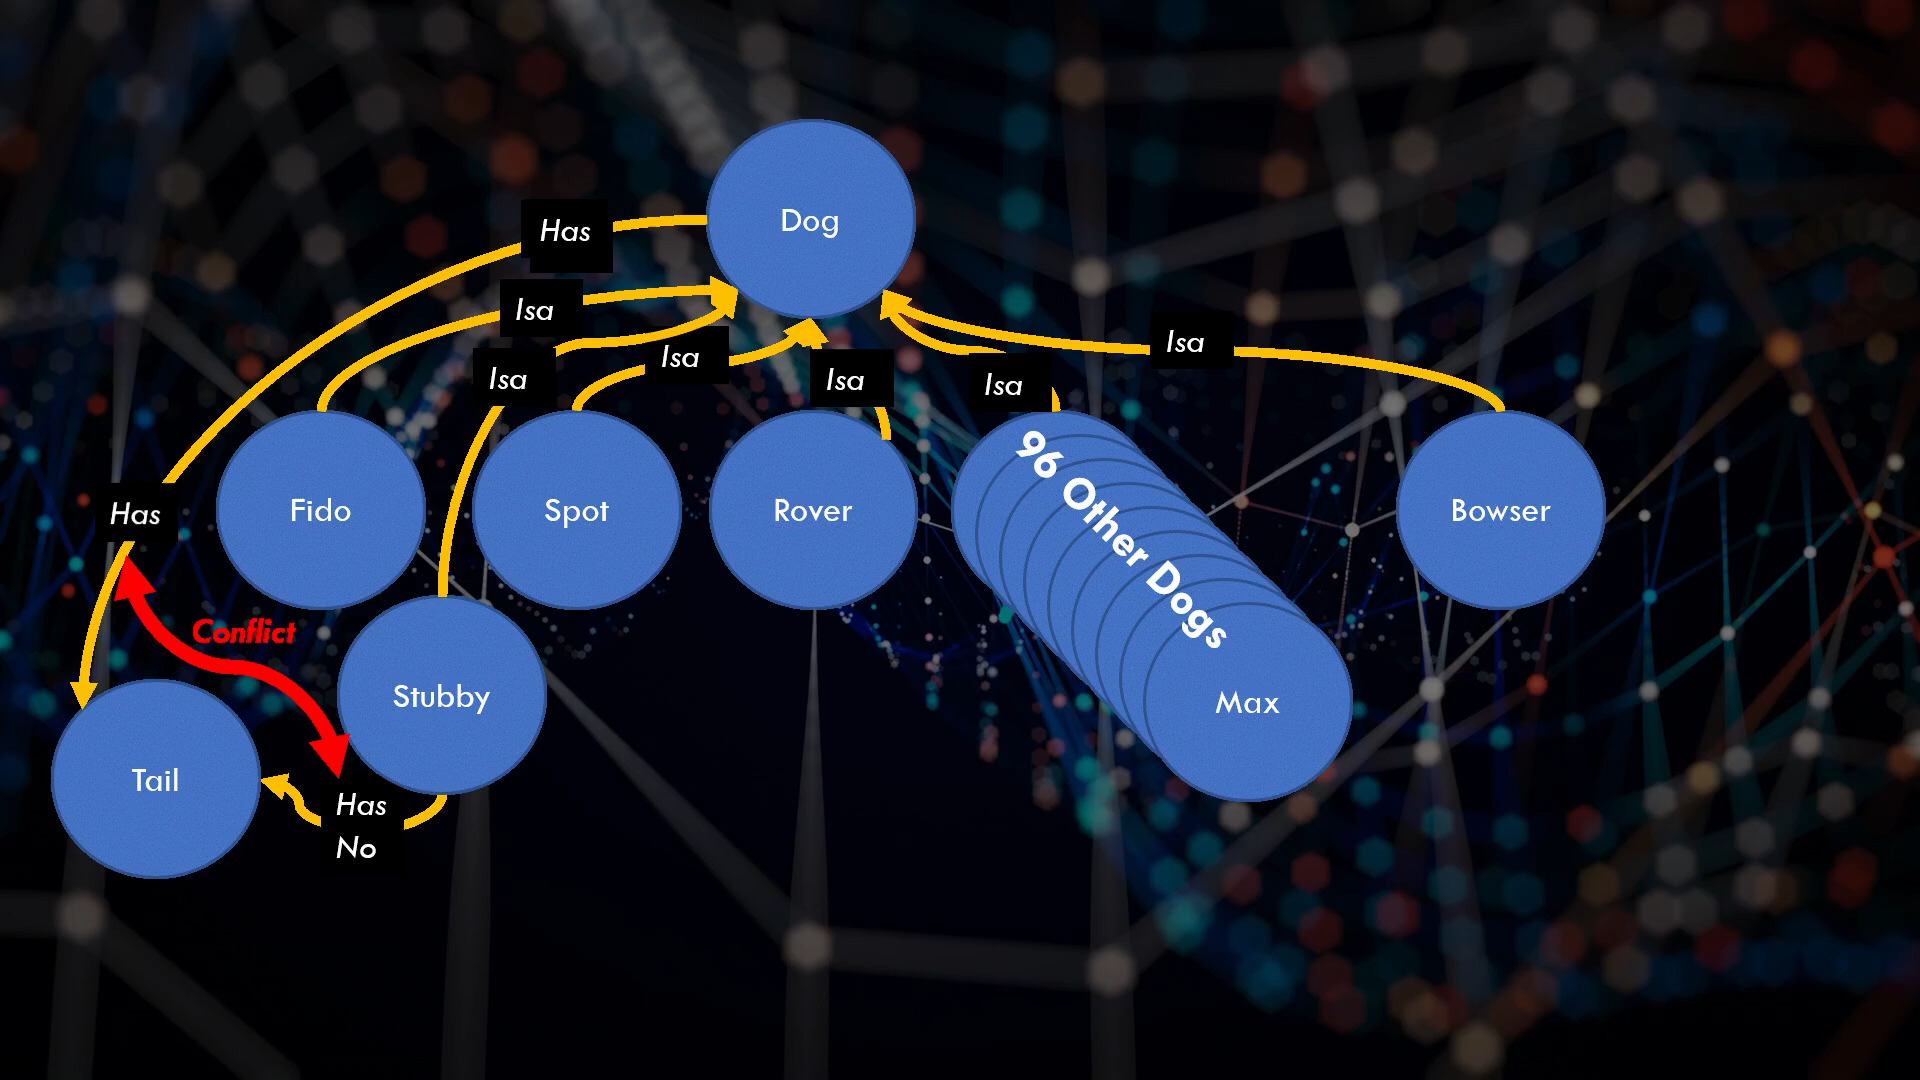 Dog
Has
Isa
Isa
Isa
Isa
Isa
Isa
Has
Fido
Spot
Rover
96 Other Dogs
Bowser
Conflict
Stubby
Max
Tail
Has
No